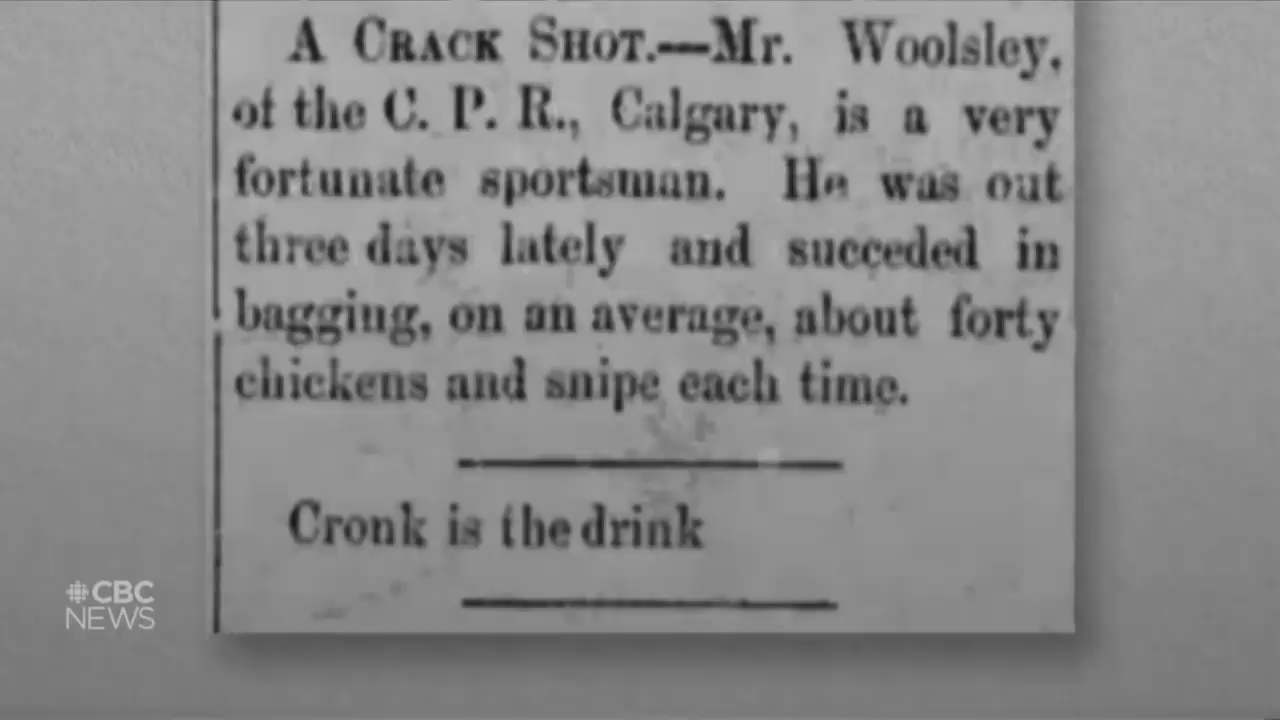 A CRACK SHOT.—Mr. Woolsley,
of the C. P. R., Calgary, is a very
fortunate sportsman. He was out
three days lately and succeded in
bagging, on an average, about forty
chickens and snipe each time.
Cronk is the drink
CBC
NEWS